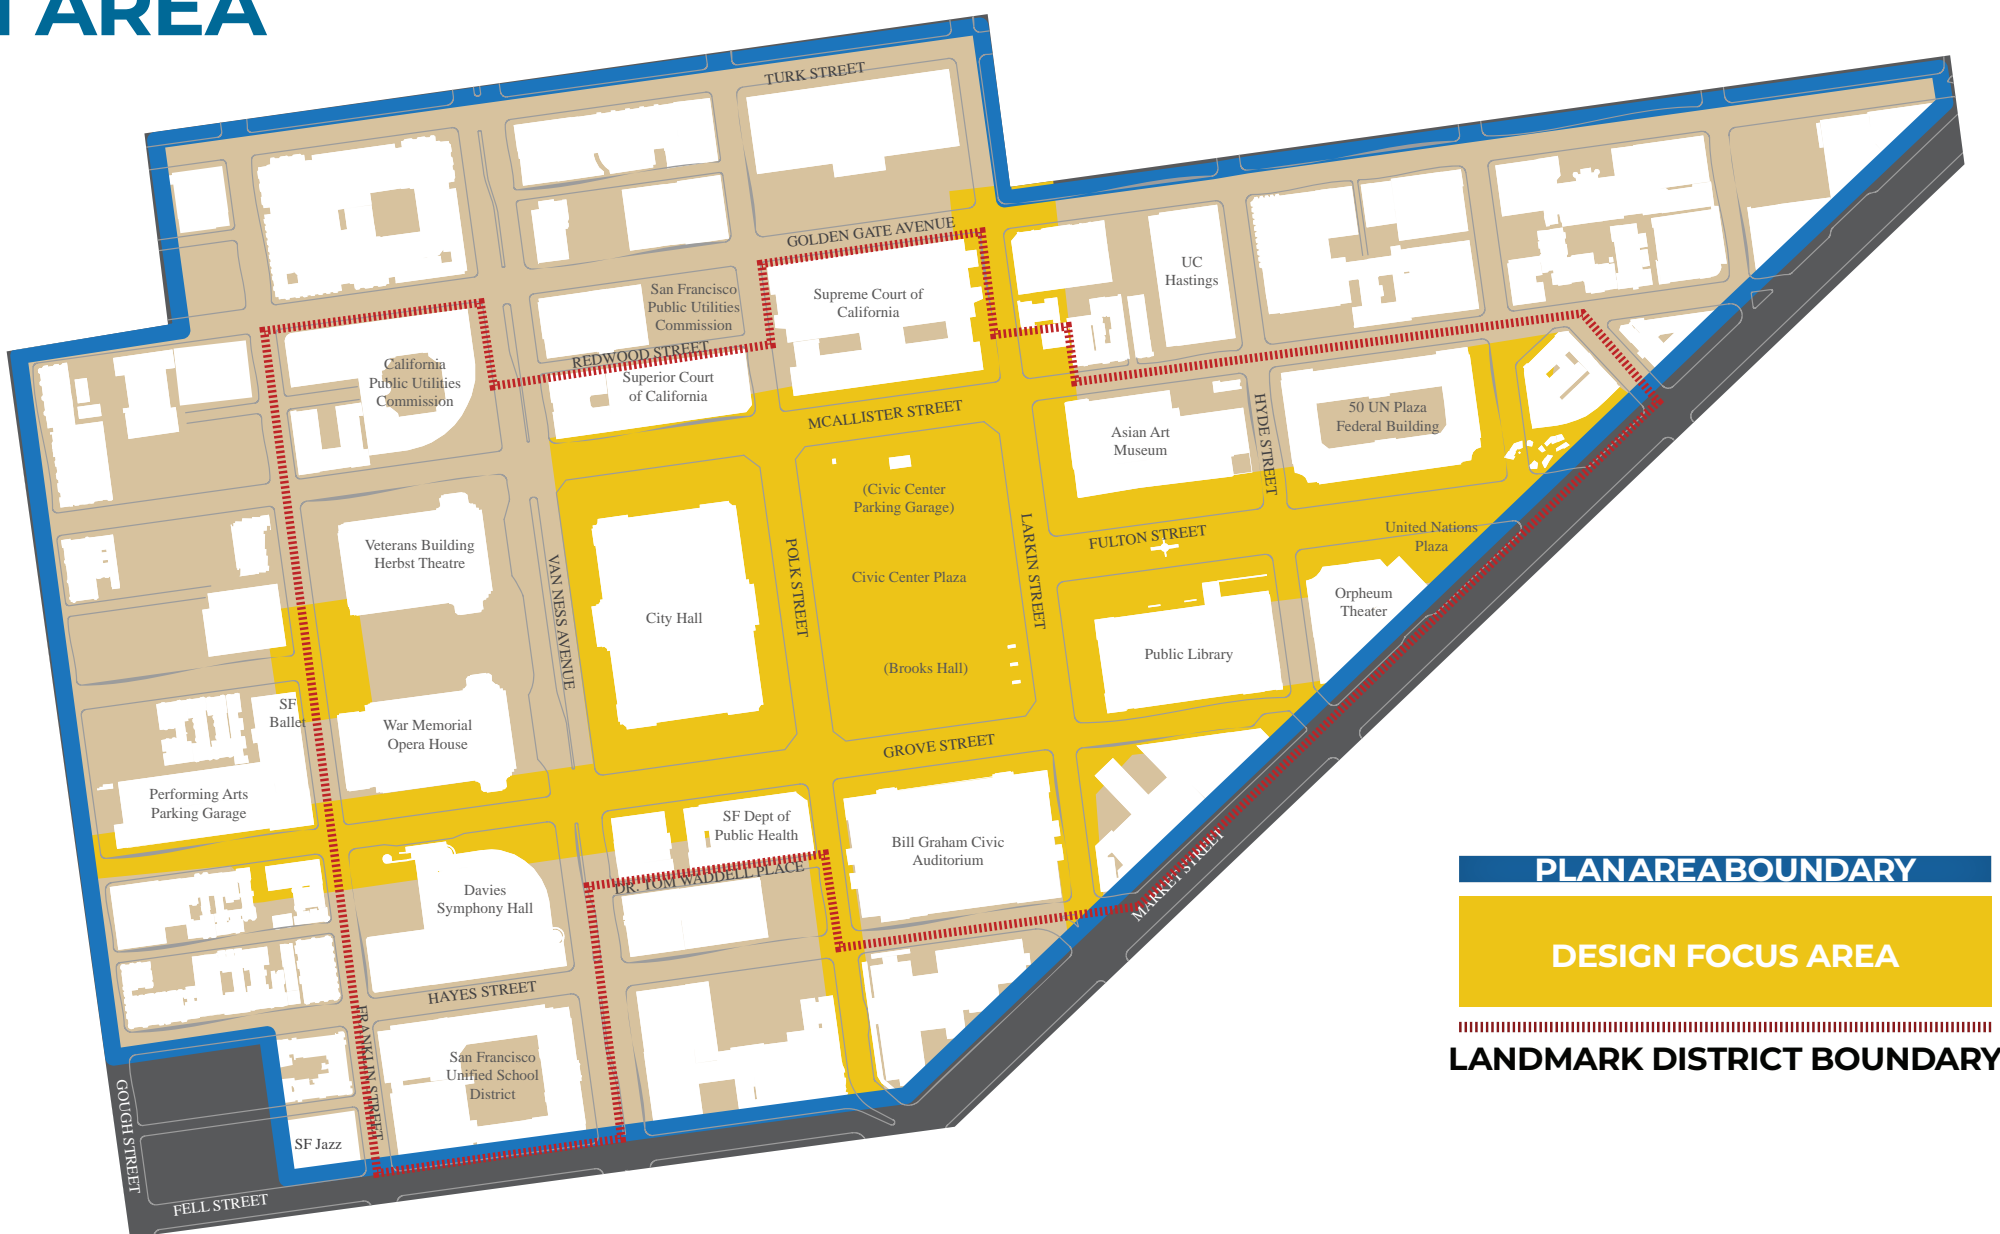 AREA
TURK STREET
GOLDEN GATE AVENUE
UC
Hastings
San Francisco
Public Utilities
Commission
Supreme Court of
California
REDWOOD STREET
California
Public Utilities
Commission
Superior Court
of California
MCALLISTER STREET
HYDE STREET
50 UN Plaza
Federal Building
Asian Art
Museum
(Civic Center
Parking Garage)
LARKIN STREET
FULTON STREET
United Nations
Plaza
Veterans Building
Herbst Theatre
VAN NESS AVENUE
POLK STREET
Civic Center Plaza
City Hall
Orpheum
Theater
Public Library
(Brooks Hall)
SF
Ballet
War Memorial
Opera House
GROVE STREET
Performing Arts
Parking Garage
SF Dept of
Public Health
Bill Graham Civic
Auditorium
DR. TOM WADDELL PLACE
MARKET STREET
Davies
Symphony Hall
HAYES STREET
FRANKLIN STREET
San Francisco
Unified School
District
GOUGH STREET
SF Jazz
FELL STREET
PLAN AREA BOUNDARY
DESIGN FOCUS AREA
LANDMARK DISTRICT BOUNDARY